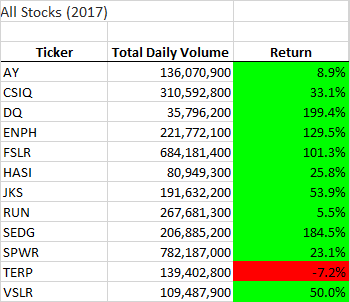 All Stocks (2017)
Ticker Total Daily Volume Return
AY 136,070,900 8.9%
CSIQ 310,592,800 33.1%
DQ 35,796,200 199.4%
ENPH 221,772,100 129.5%
FSLR 684,181,400 101.3%
HASI 80,949,300 25.8%
JKS 191,632,200 53.9%
RUN 267,681,300 5.5%
SEDG 206,885,200 184.5%
SPWR 782,187,000 23.1%
TERP 139,402,800 -7.2%
VSLR 109,487,900 50.0%